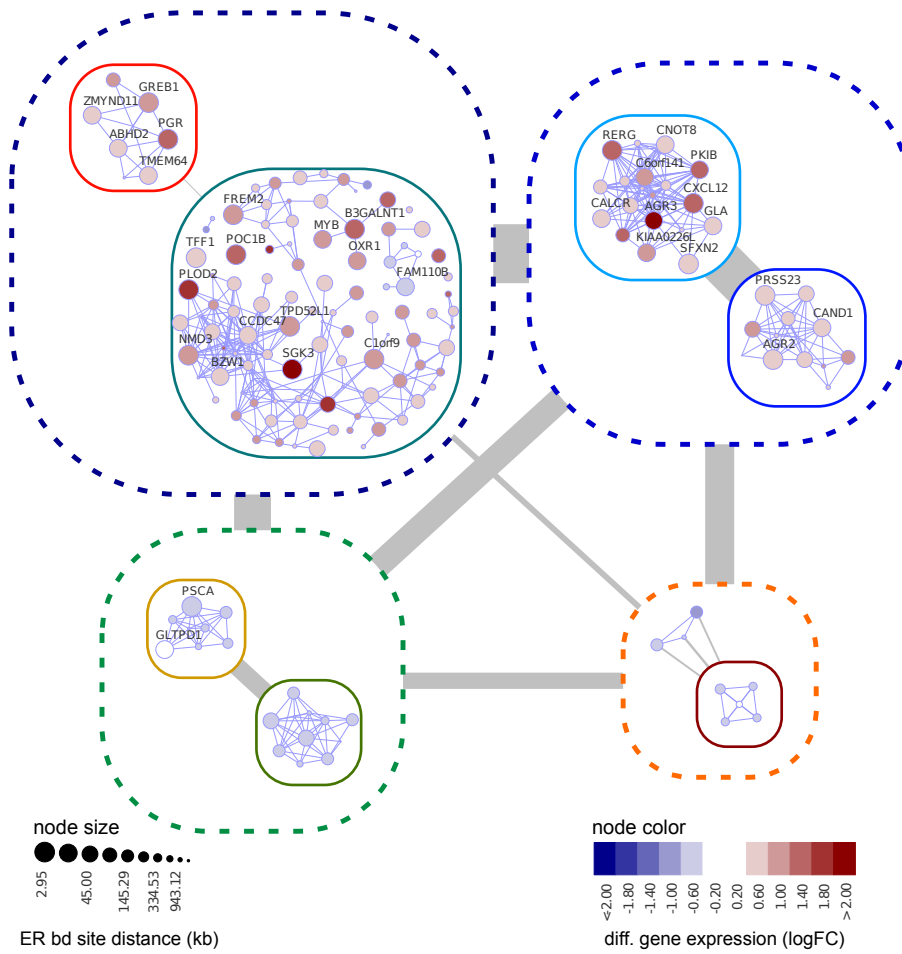 GREB1
ZMYND11
PGR
ABHD2
TMEM64
FREM2
B3GALNT1
MYB
TFF1
POC1B
OXR1
FAM110B
PLOD2
TPD52L1
CCDC47
NMD3
SGK3
C1orf9
BZW1
CNOT8
RERG
C6orf141
PKIB
CXCL12
CALCR
AGR3
GLA
KIAA0226L
SFXN2
PRSS23
CAND1
AGR2
PSCA
GLTPD1
node size
2.95
45.00
145.29
334.53
943.12
ER bd site distance (kb)
node color
<2.00
-1.80
-1.40
-1.00
-0.60
-0.20
0.20
0.60
1.00
1.40
1.80
>2.00
diff. gene expression (logFC)